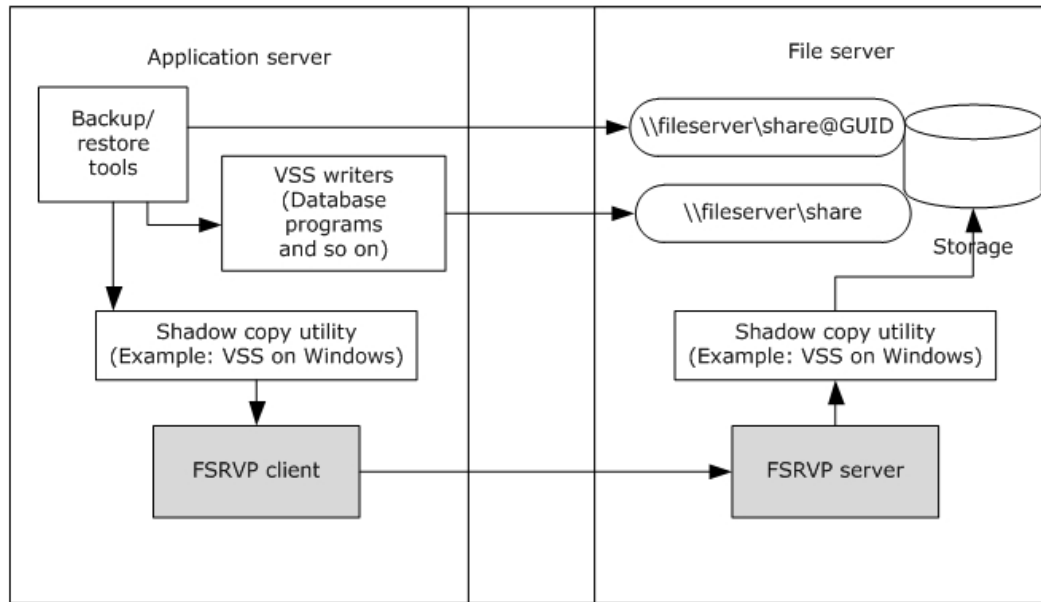 Application server
Backup/
restore
tools
VSS writers
(Database
programs
and so on)
Shadow copy utility
(Example: VSS on Windows)
FSRVP client
File server
\\fileserver\share@GUID
\\fileserver\share
Storage
Shadow copy utility
(Example: VSS on Windows)
FSRVP server